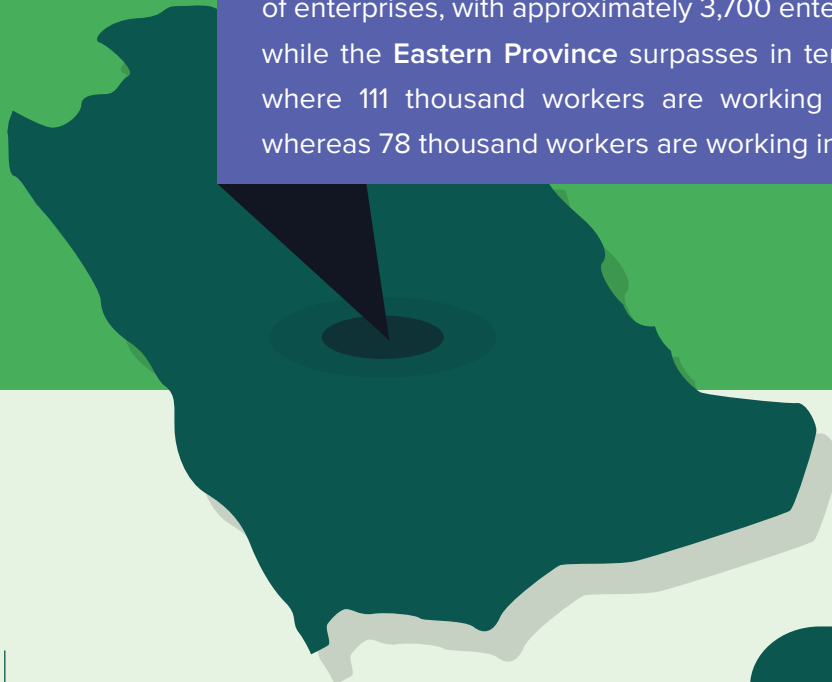 of enterprises, with approximately 3,700
while the Eastern Province surpasses in
where 111 thousand workers are working
whereas 78 thousand workers are working